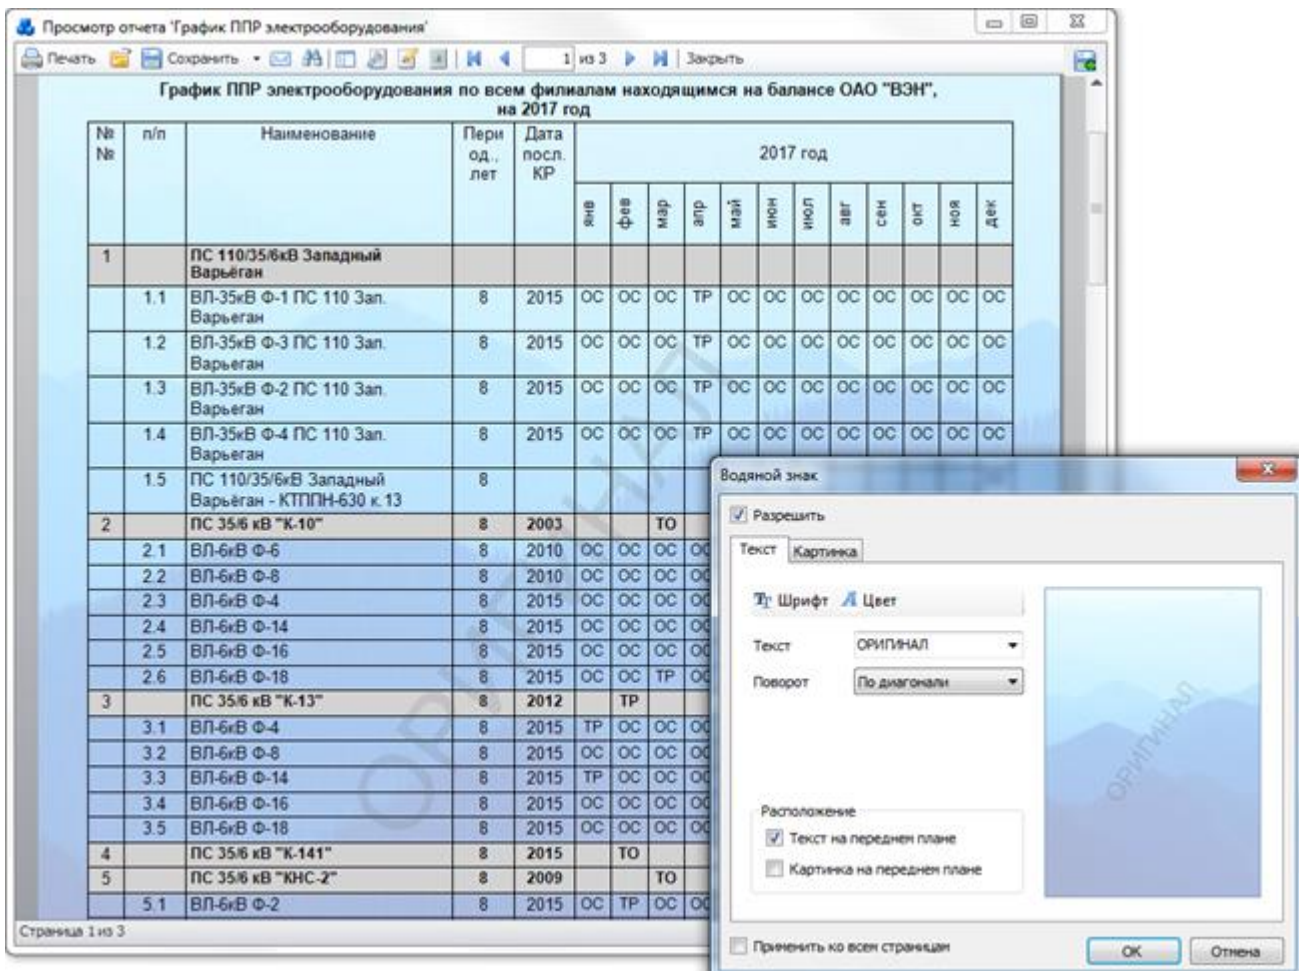 Просмотр отчета 'График ППР электрооборудования'
Печать Сохранить 1 из 3 Закрыть
График ППР электрооборудования по всем филиалам находящимся на балансе ОАО "ВЭН",
на 2017 год
№ п/п Наименование Пери Дата
№ од., посл. 2017 год
лет КР
янв фев мар апр май июн июл авг сен окт ноя дек
1 ПС 110/35/6кВ Западный
Варьёган
1.1 ВЛ-35кВ Ф-1 ПС 110 Зап. 8 2015 ОС ОС ОС ТР ОС ОС ОС ОС ОС ОС ОС ОС
Варьеган
1.2 ВЛ-35кВ Ф-3 ПС 110 Зап. 8 2015 ОС ОС ОС ТР ОС ОС ОС ОС ОС ОС ОС ОС
Варьеган
1.3 ВЛ-35кВ Ф-2 ПС 110 Зап. 8 2015 ОС ОС ОС ТР ОС ОС ОС ОС ОС ОС ОС ОС
Варьеган
1.4 ВЛ-35кВ Ф-4 ПС 110 Зап. 8 2015 ОС ОС ОС ТР ОС ОС ОС ОС ОС ОС ОС ОС
Варьеган
1.5 ПС 110/35/6кВ Западный 8
Варьёган - КТППН-630 к.13
2 ПС 35/6 кВ "К-10" 8 2003 ТО
2.1 ВЛ-6кВ Ф-6 8 2010 ОС ОС ОС
2.2 ВЛ-6кВ Ф-8 8 2010 ОС ОС ОС
2.3 ВЛ-6кВ Ф-4 8 2015 ОС ОС ОС
2.4 ВЛ-6кВ Ф-14 8 2015 ОС ОС ОС
2.5 ВЛ-6кВ Ф-16 8 2015 ОС ОС ОС
2.6 ВЛ-6кВ Ф-18 8 2015 ОС ОС ТР
3 ПС 35/6 кВ "К-13" 8 2012 ТР
3.1 ВЛ-6кВ Ф-4 8 2015 ТР ОС ОС
3.2 ВЛ-6кВ Ф-8 8 2015 ОС ОС ОС
3.3 ВЛ-6кВ Ф-14 8 2015 ТР ОС ОС
3.4 ВЛ-6кВ Ф-16 8 2015 ОС ОС ОС
3.5 ВЛ-6кВ Ф-18 8 2015 ОС ОС ОС
4 ПС 35/6 кВ "К-141" 8 2015 ТО
5 ПС 35/6 кВ "КНС-2" 8 2009 ТО
5.1 ВЛ-6кВ Ф-2 8 2015 ОС ТР ОС
ОРИГИНАЛ
Страница 1 из 3
Водяной знак
Разрешить
Текст Картинка
Шрифт Цвет
Текст ОРИГИНАЛ
Поворот По диагонали
ОРИГИНАЛ
Расположение
Текст на переднем плане
Картинка на переднем плане
Применить ко всем страницам
ОК Отмена